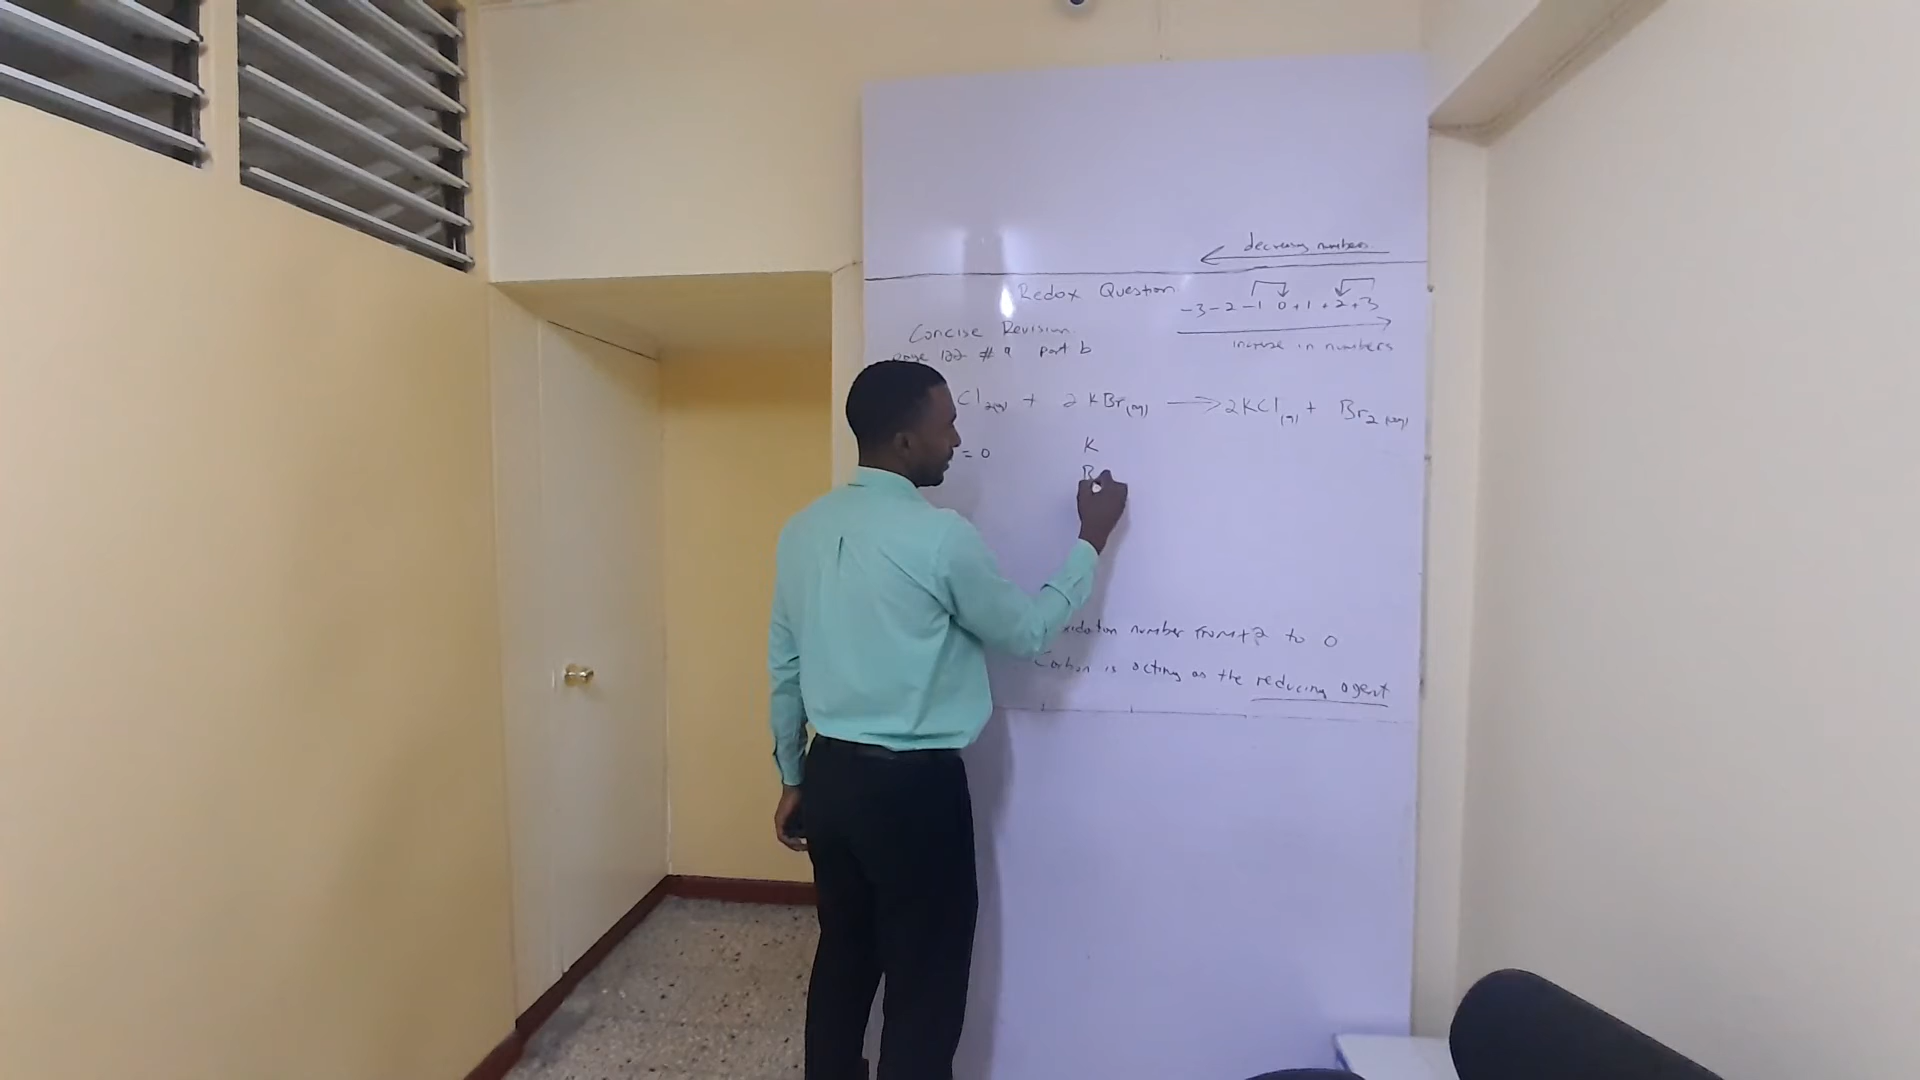 decreasing numbers
Redox Question
-3 -2 -1 0 +1 +2 +3
increase in numbers
Concise Revision
page 122 # 9 part b
Cl2(g) + 2KBr(aq) → 2KCl(aq) + Br2(aq)
= 0 K
B
oxidation number from +2 to 0
Carbon is acting as the reducing agent